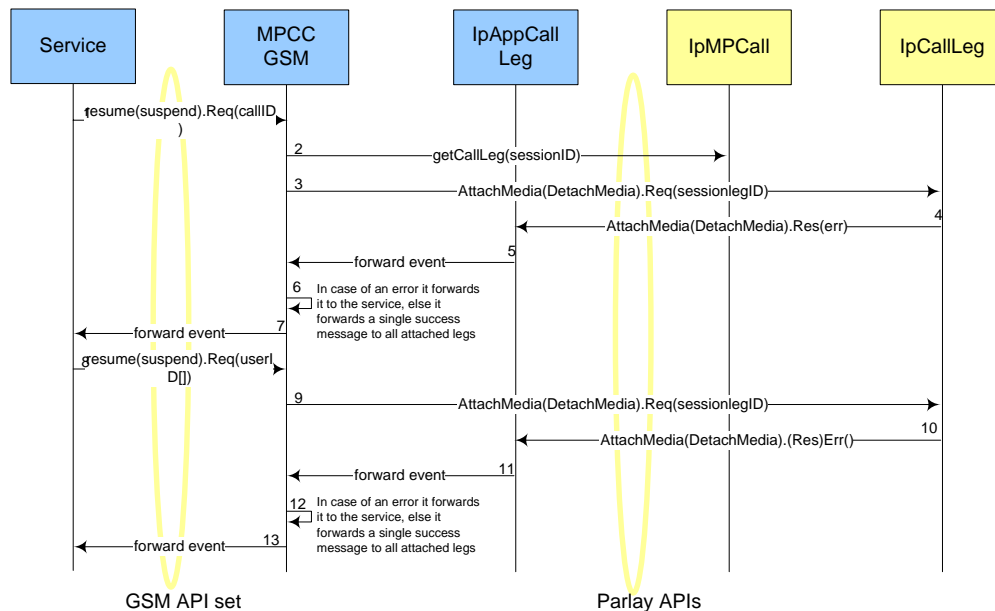 Service
MPCC
GSM
IpAppCall
Leg
IpMPCall
IpCallLeg
1
resume(suspend).Req(callID
)
2
getCallLeg(sessionID)
3
AttachMedia(DetachMedia).Req(sessionlegID)
4
AttachMedia(DetachMedia).Res(err)
5
forward event
6
In case of an error it forwards
it to the service, else it
forwards a single success
message to all attached legs
7
forward event
8
resume(suspend).Req(userI
D[])
9
AttachMedia(DetachMedia).Req(sessionlegID)
10
AttachMedia(DetachMedia).(Res)Err()
11
forward event
12
In case of an error it forwards
it to the service, else it
forwards a single success
message to all attached legs
13
forward event
GSM API set
Parlay APIs